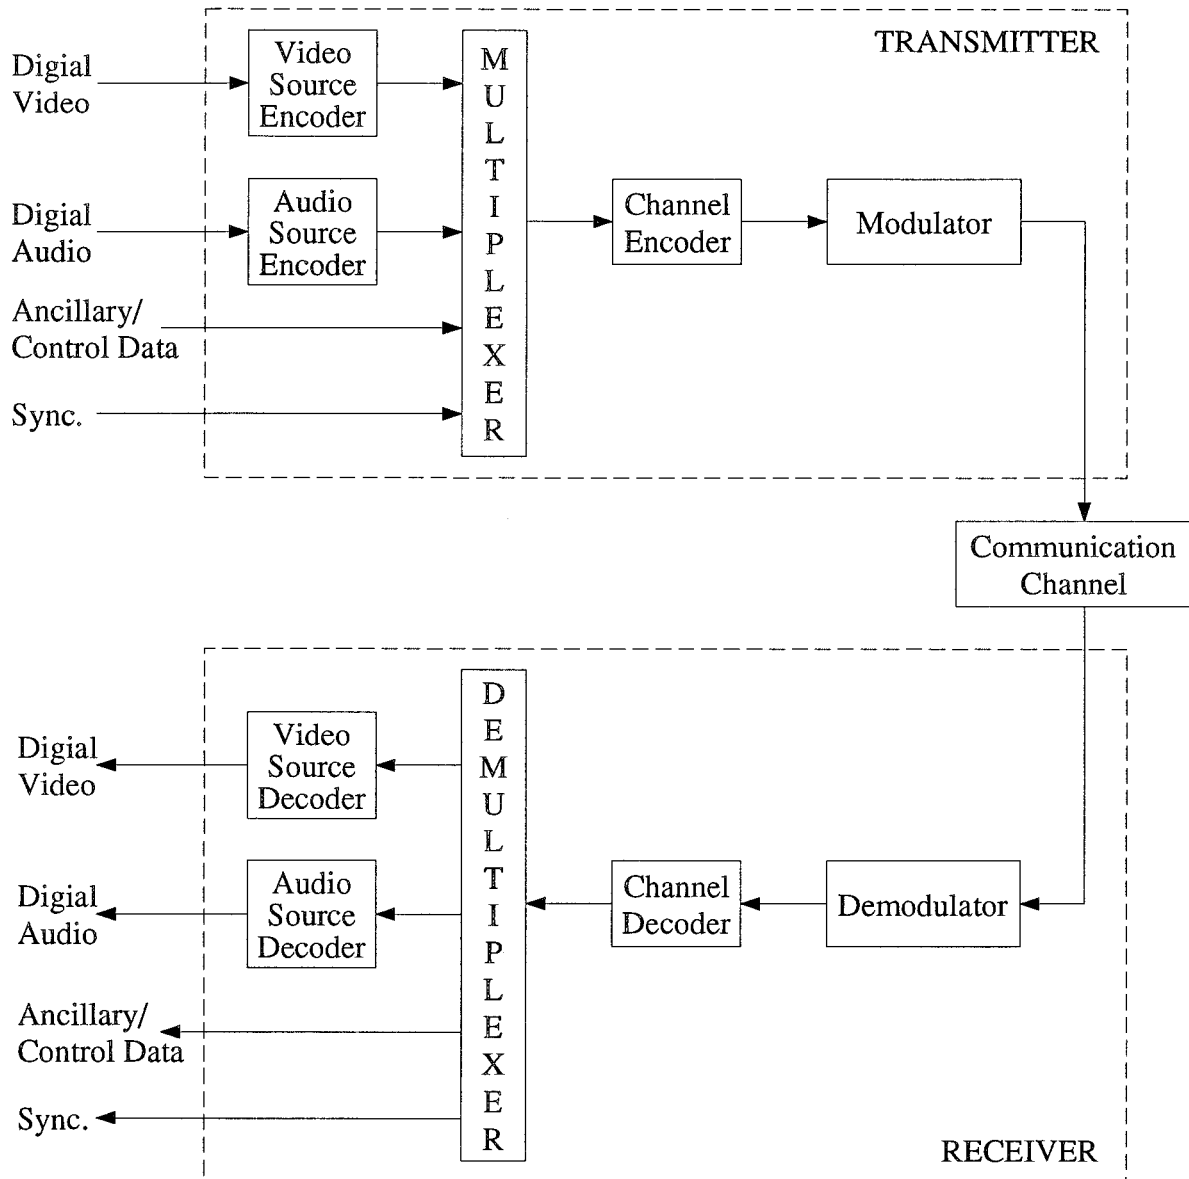 TRANSMITTER
Digial
Video
Video
Source
Encoder
MULTIPLEXER
Digial
Audio
Audio
Source
Encoder
Channel
Encoder
Modulator
Ancillary/
Control Data
Sync.
Communication
Channel
DEMULTIPLEXER
Digial
Video
Video
Source
Decoder
Digial
Audio
Audio
Source
Decoder
Channel
Decoder
Demodulator
Ancillary/
Control Data
Sync.
RECEIVER